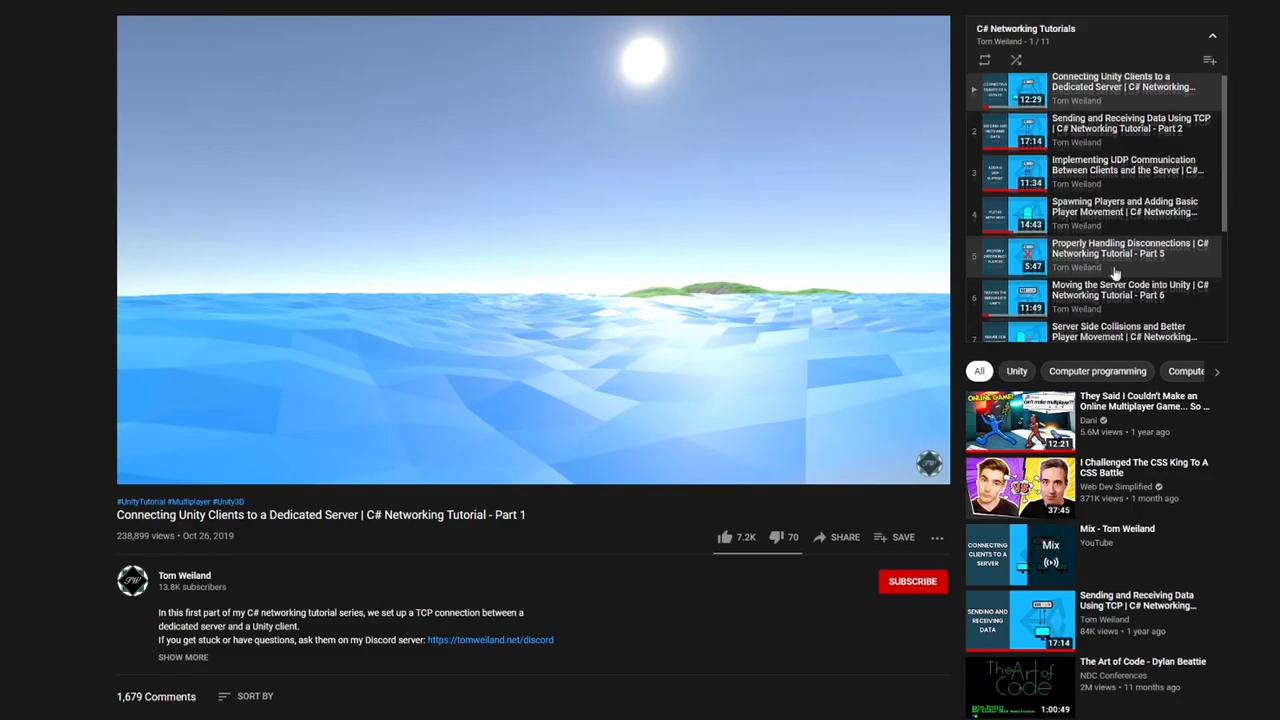 C# Networking Tutorials
Tom Weiland - 1 / 11
Connecting Unity Clients to a
Dedicated Server | C# Networking...
Tom Weiland
12:29
2
Sending and Receiving Data Using TCP
| C# Networking Tutorial - Part 2
Tom Weiland
17:14
3
Implementing UDP Communication
Between Clients and the Server | C#...
Tom Weiland
11:34
4
Spawning Players and Adding Basic
Player Movement | C# Networking...
Tom Weiland
14:43
5
Properly Handling Disconnections | C#
Networking Tutorial - Part 5
Tom Weiland
5:47
6
Moving the Server Code into Unity | C#
Networking Tutorial - Part 6
Tom Weiland
11:49
7
Server Side Collisions and Better
Player Movement | C# Networking...
All
Unity
Computer programming
Compute
ONLINE GAME!
can't make multiplayer?!
12:21
They Said I Couldn't Make an
Online Multiplayer Game... So ...
Dani
5.6M views • 1 year ago
VS
37:45
I Challenged The CSS King To A
CSS Battle
Web Dev Simplified
371K views • 1 month ago
CONNECTING
CLIENTS TO A
SERVER
Mix
Mix - Tom Weiland
YouTube
SENDING AND
RECEIVING
DATA
17:14
Sending and Receiving Data
Using TCP | C# Networking...
Tom Weiland
84K views • 1 year ago
The Art of
Code
Dylan Beattie
1:00:49
The Art of Code - Dylan Beattie
NDC Conferences
2M views • 11 months ago
#UnityTutorial #Multiplayer #Unity3D
Connecting Unity Clients to a Dedicated Server | C# Networking Tutorial - Part 1
238,899 views • Oct 26, 2019
7.2K
70
SHARE
SAVE
Tom Weiland
13.8K subscribers
SUBSCRIBE
In this first part of my C# networking tutorial series, we set up a TCP connection between a
dedicated server and a Unity client.
If you get stuck or have questions, ask them on my Discord server: https://tomweiland.net/discord
SHOW MORE
1,679 Comments
SORT BY